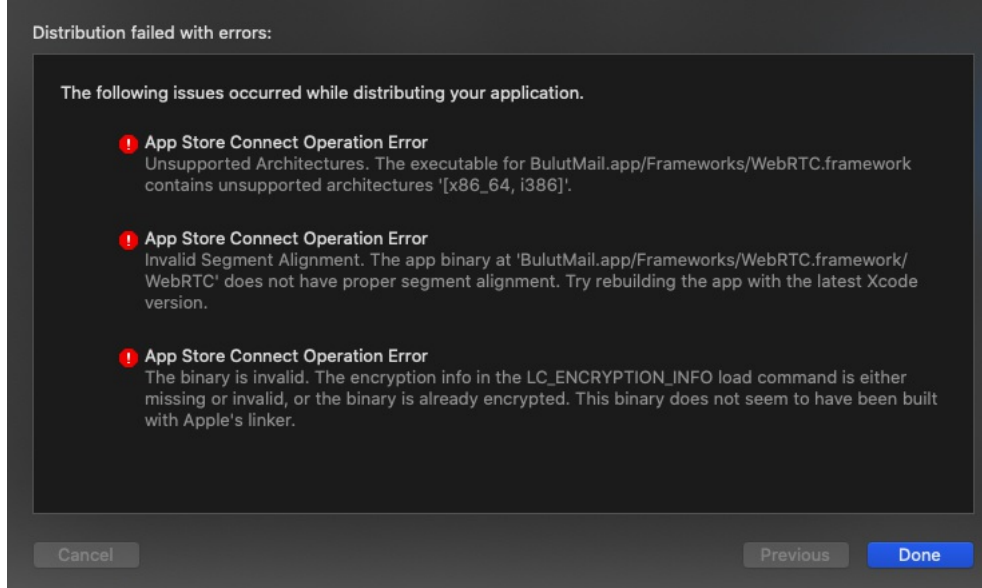 Distribution failed with errors:
The following issues occurred while distributing your application.
App Store Connect Operation Error
Unsupported Architectures. The executable for BulutMail.app/Frameworks/WebRTC.framework
contains unsupported architectures '[x86_64, i386]'.
App Store Connect Operation Error
Invalid Segment Alignment. The app binary at 'BulutMail.app/Frameworks/WebRTC.framework/
WebRTC' does not have proper segment alignment. Try rebuilding the app with the latest Xcode
version.
App Store Connect Operation Error
The binary is invalid. The encryption info in the LC_ENCRYPTION_INFO load command is either
missing or invalid, or the binary is already encrypted. This binary does not seem to have been built
with Apple's linker.
Cancel
Previous
Done